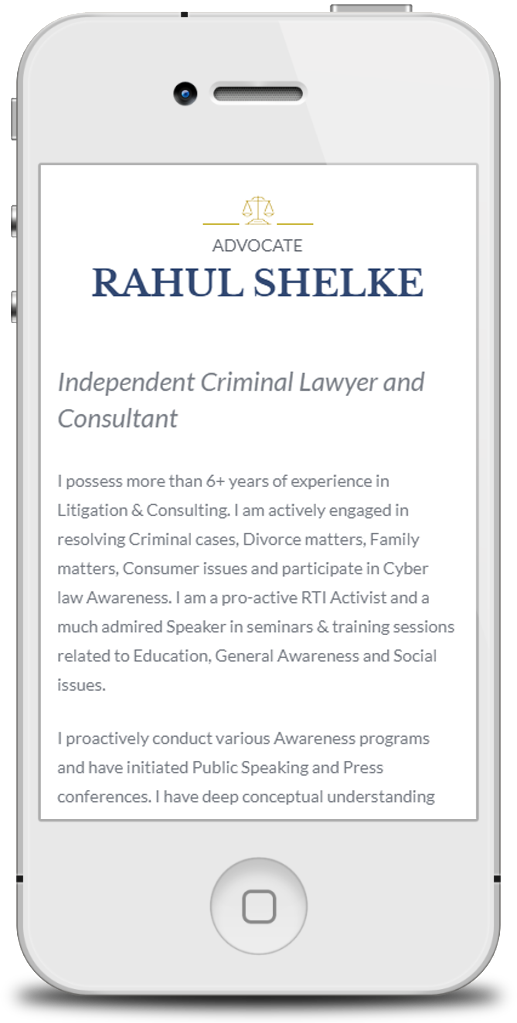 ADVOCATE
RAHUL SHELKE
Independent Criminal Lawyer and
Consultant
I possess more than 6+ years of experience in
Litigation & Consulting. I am actively engaged in
resolving Criminal cases, Divorce matters, Family
matters, Consumer issues and participate in Cyber
law Awareness. I am a pro-active RTI Activist and a
much admired Speaker in seminars & training sessions
related to Education, General Awareness and Social
issues.
I proactively conduct various Awareness programs
and have initiated Public Speaking and Press
conferences. I have deep conceptual understanding